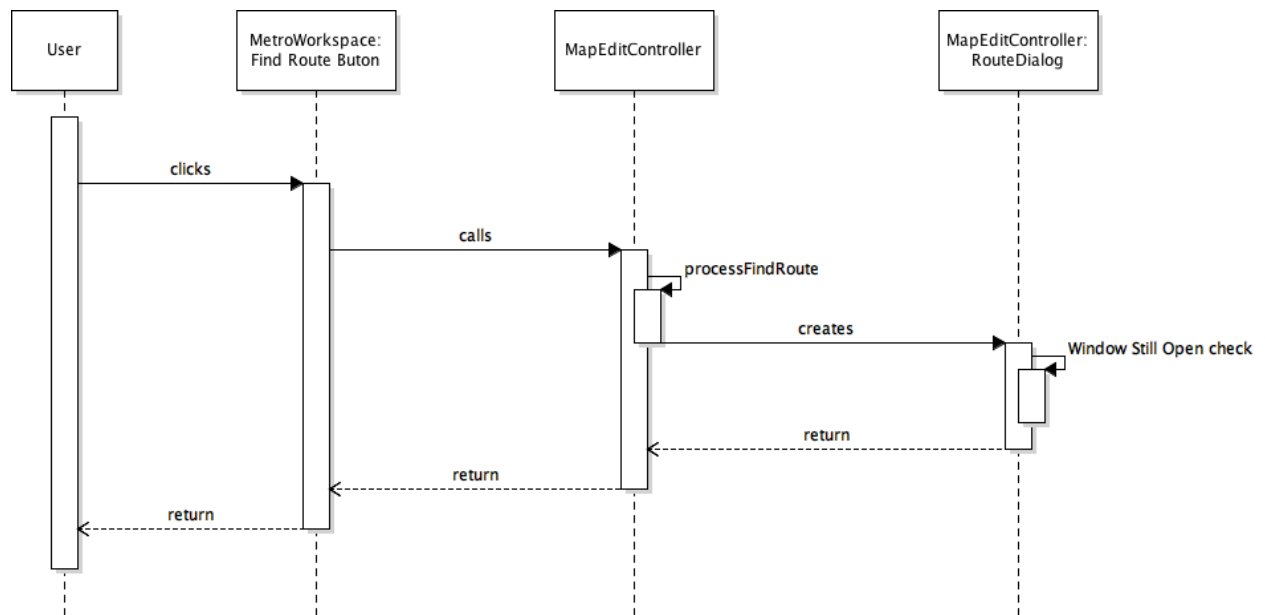 User
MetroWorkspace:
Find Route Buton
MapEditController
MapEditController:
RouteDialog
clicks
calls
processFindRoute
creates
Window Still Open check
return
return
return